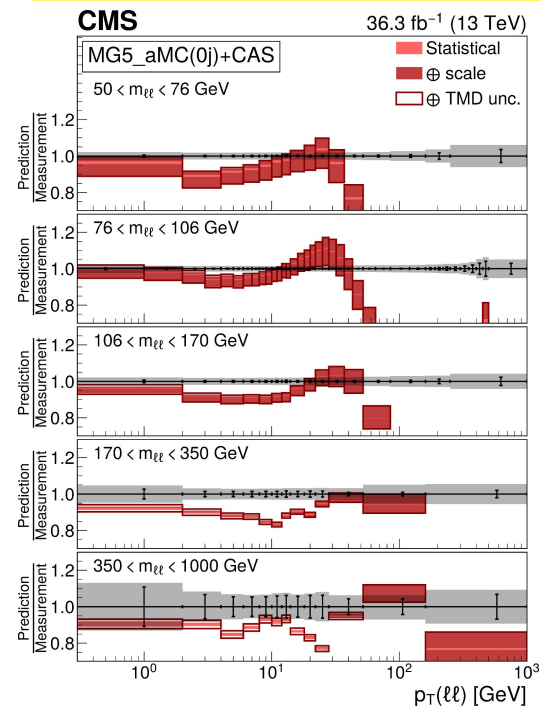 CMS 36.3 fb⁻¹ (13 TeV)
MG5_aMC(0j)+CAS
Statistical
⊕ scale
⊕ TMD unc.
50 < mℓℓ < 76 GeV
Prediction
Measurement
1.2
1.0
0.8
76 < mℓℓ < 106 GeV
Prediction
Measurement
1.2
1.0
0.8
106 < mℓℓ < 170 GeV
Prediction
Measurement
1.2
1.0
0.8
170 < mℓℓ < 350 GeV
Prediction
Measurement
1.2
1.0
0.8
350 < mℓℓ < 1000 GeV
Prediction
Measurement
1.2
1.0
0.8
10⁰ 10¹ 10² 10³
pT(ℓℓ) [GeV]